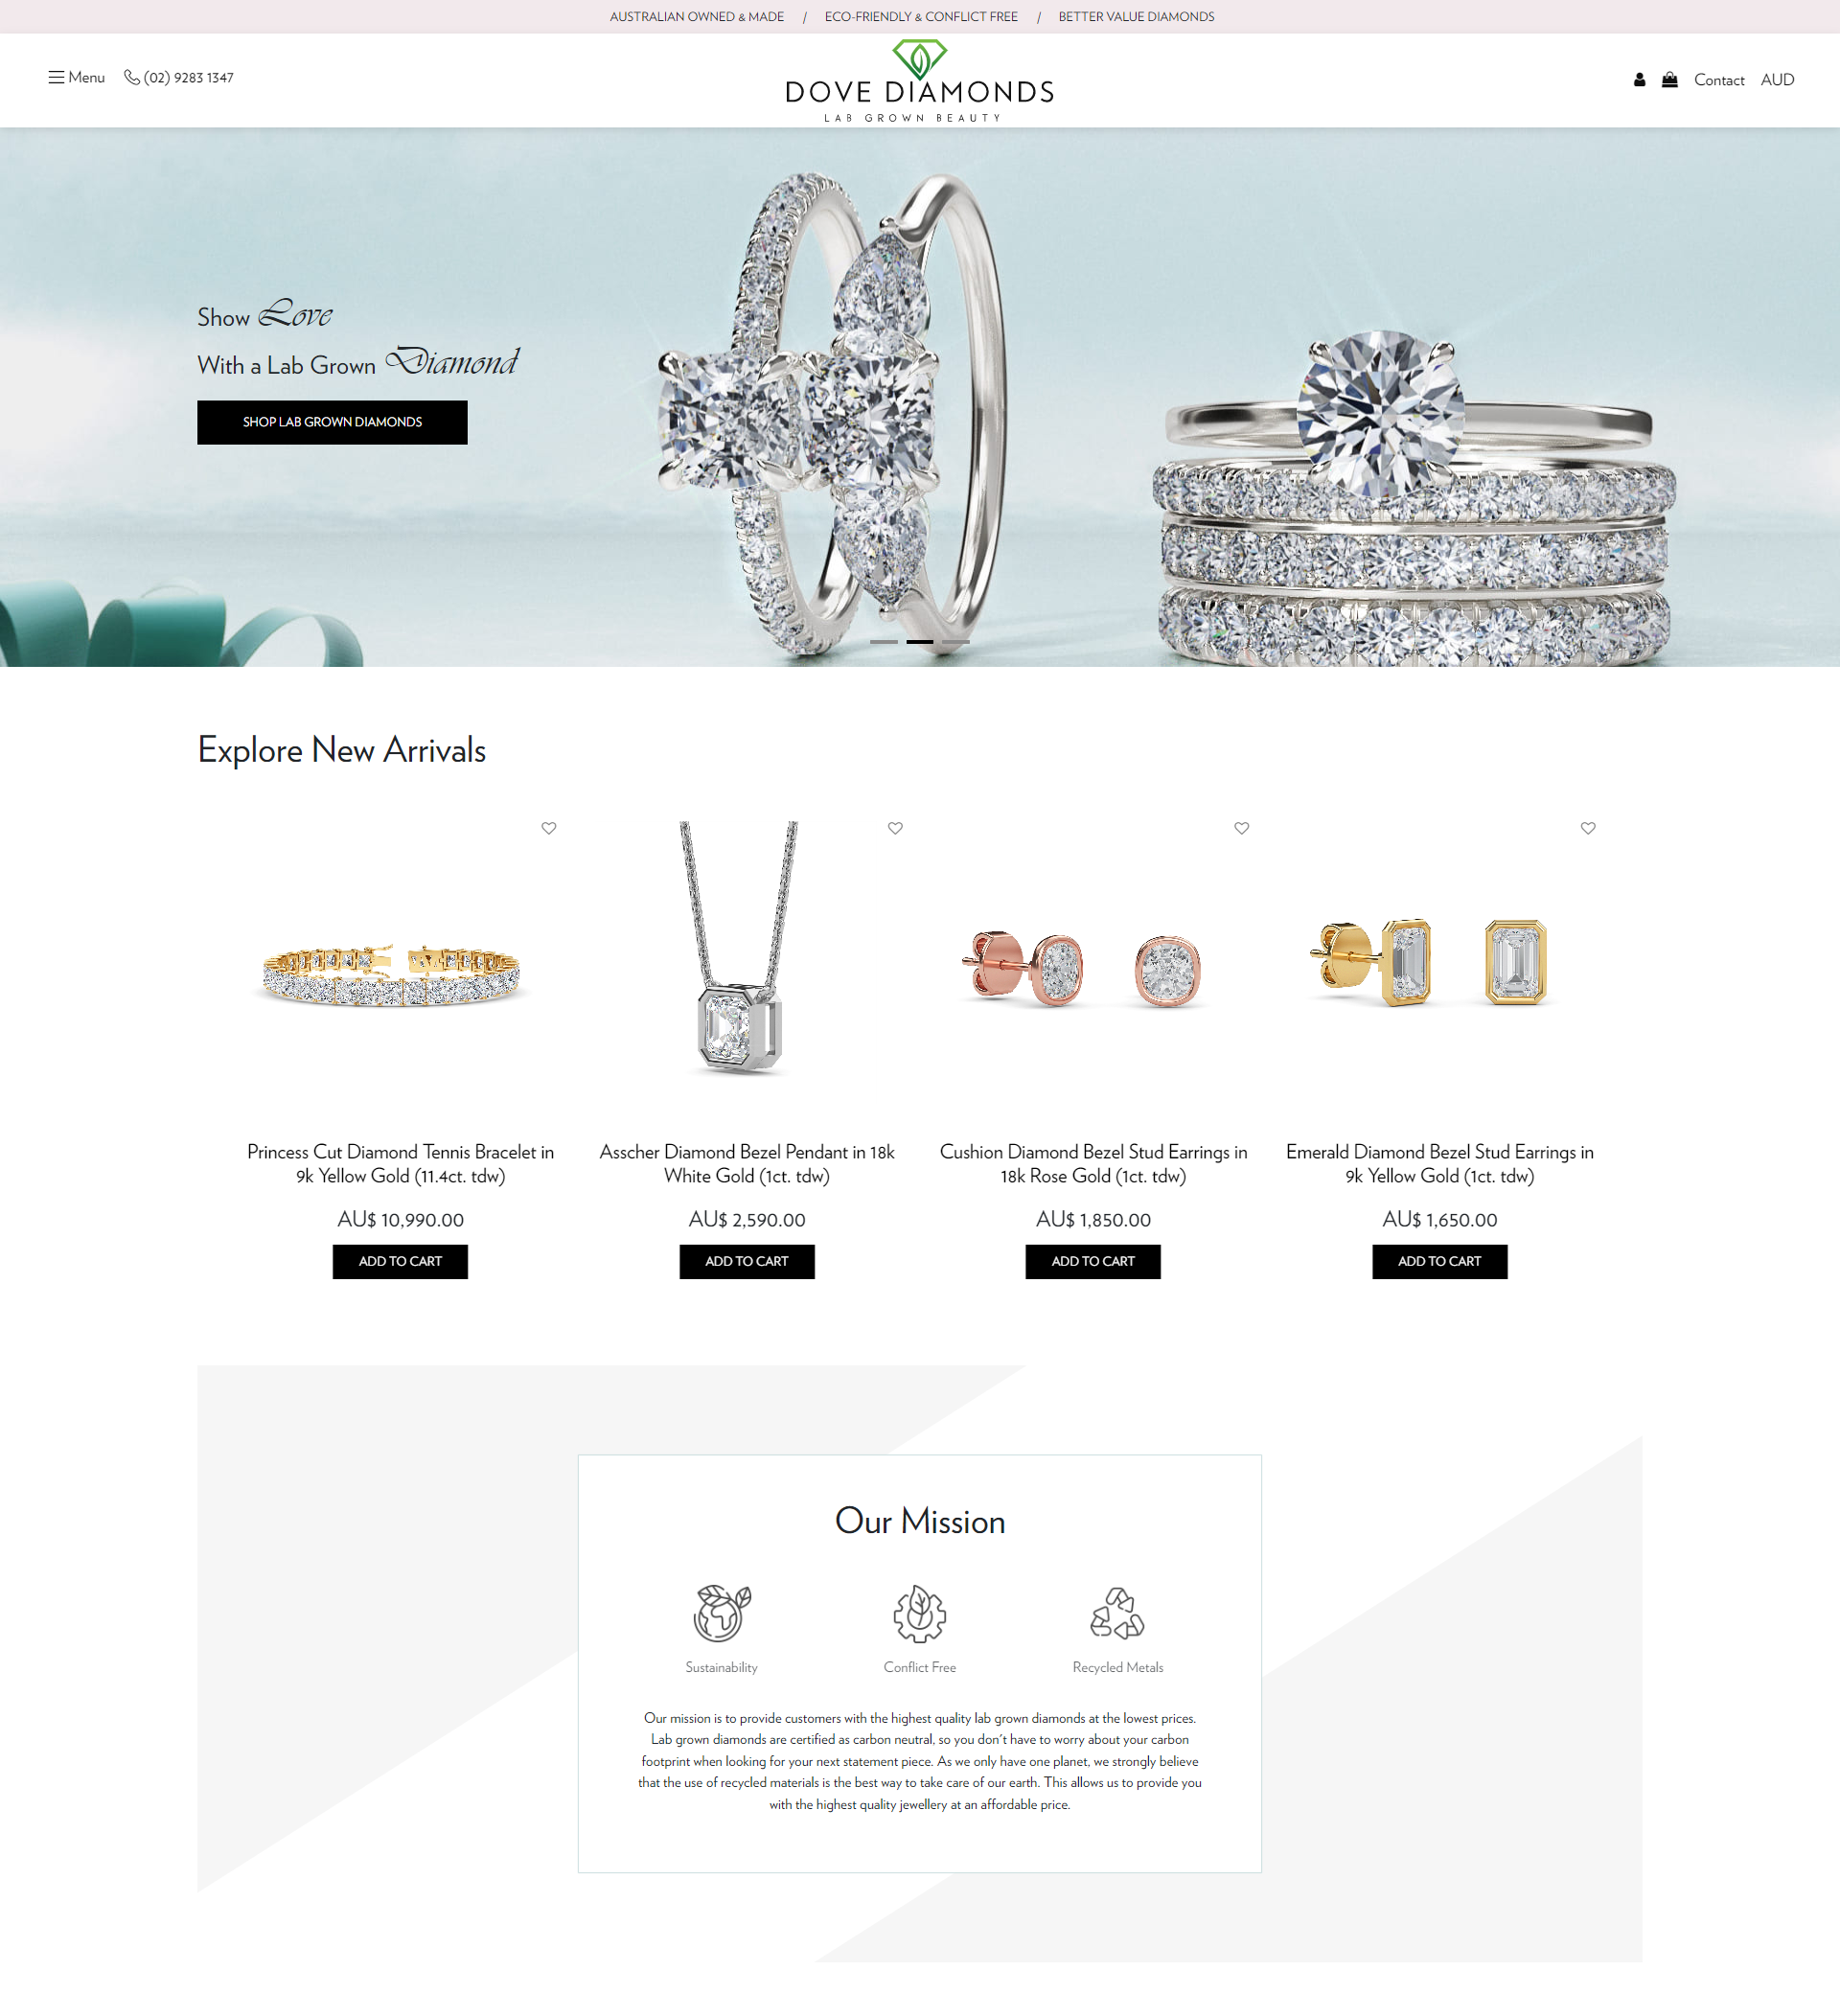 AUSTRALIAN OWNED & MADE / ECO-FRIENDLY & CONFLICT FREE / BETTER VALUE DIAMONDS
Menu (02) 9283 1347
DOVE DIAMONDS
LAB GROWN BEAUTY
Contact AUD
Show Love
With a Lab Grown Diamond
SHOP LAB GROWN DIAMONDS
Explore New Arrivals
Princess Cut Diamond Tennis Bracelet in
9k Yellow Gold (11.4ct. tdw)
AU$ 10,990.00
ADD TO CART
Asscher Diamond Bezel Pendant in 18k
White Gold (1ct. tdw)
AU$ 2,590.00
ADD TO CART
Cushion Diamond Bezel Stud Earrings in
18k Rose Gold (1ct. tdw)
AU$ 1,850.00
ADD TO CART
Emerald Diamond Bezel Stud Earrings in
9k Yellow Gold (1ct. tdw)
AU$ 1,650.00
ADD TO CART
Our Mission
Sustainability
Conflict Free
Recycled Metals
Our mission is to provide customers with the highest quality lab grown diamonds at the lowest prices.
Lab grown diamonds are certified as carbon neutral, so you don't have to worry about your carbon
footprint when looking for your next statement piece. As we only have one planet, we strongly believe
that the use of recycled materials is the best way to take care of our earth. This allows us to provide you
with the highest quality jewellery at an affordable price.